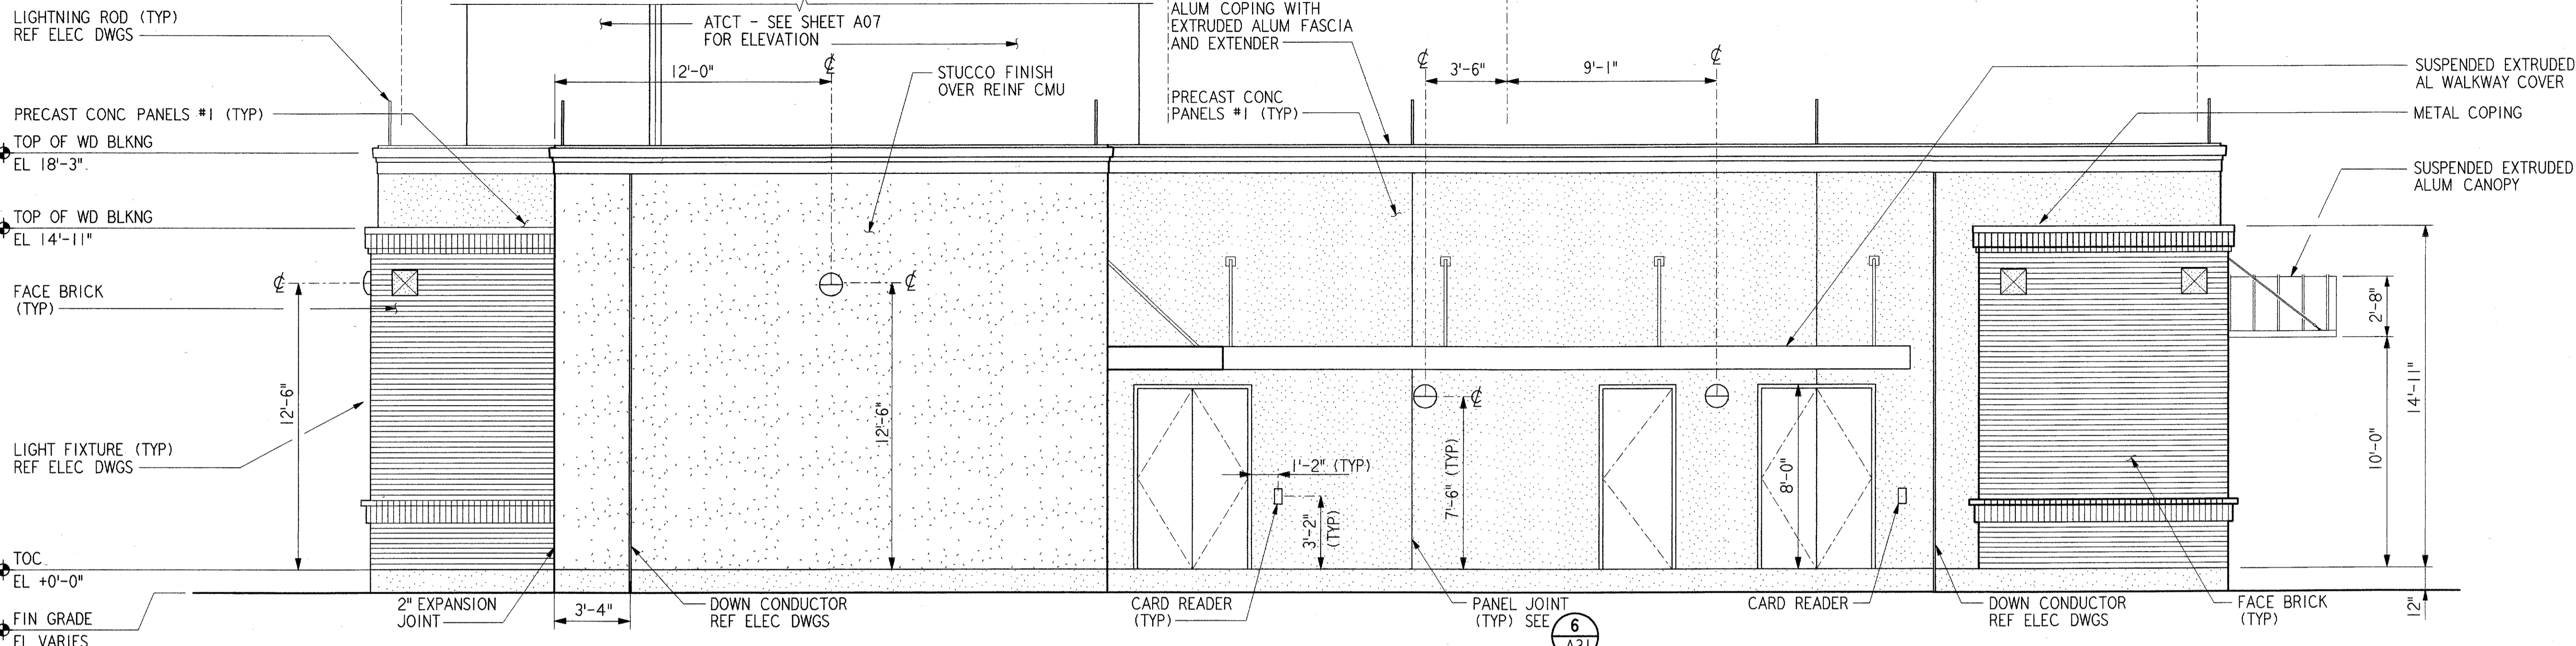 LIGHTNING ROD (TYP)
REF ELEC DWGS
PRECAST CONC PANELS #1 (TYP)
TOP OF WD BLKNG
EL 18'-3"
TOP OF WD BLKNG
EL 14'-11"
FACE BRICK
(TYP)
12'-6"
LIGHT FIXTURE (TYP)
REF ELEC DWGS
TOC
EL +0'-0"
FIN GRADE
EL VARIES
2" EXPANSION
JOINT
3'-4"
DOWN CONDUCTOR
REF ELEC DWGS
ATCT - SEE SHEET A07
FOR ELEVATION
12'-0"
STUCCO FINISH
OVER REINF CMU
12'-6"
ALUM COPING WITH
EXTRUDED ALUM FASCIA
AND EXTENDER
PRECAST CONC
PANELS #1 (TYP)
3'-6"
9'-1"
1'-2" (TYP)
3'-2"
(TYP)
7'-6" (TYP)
8'-0"
CARD READER
(TYP)
PANEL JOINT
(TYP) SEE
6
A31
CARD READER
DOWN CONDUCTOR
REF ELEC DWGS
FACE BRICK
(TYP)
SUSPENDED EXTRUDED
AL WALKWAY COVER
METAL COPING
SUSPENDED EXTRUDED
ALUM CANOPY
2'-8"
10'-0"
14'-11"
12"